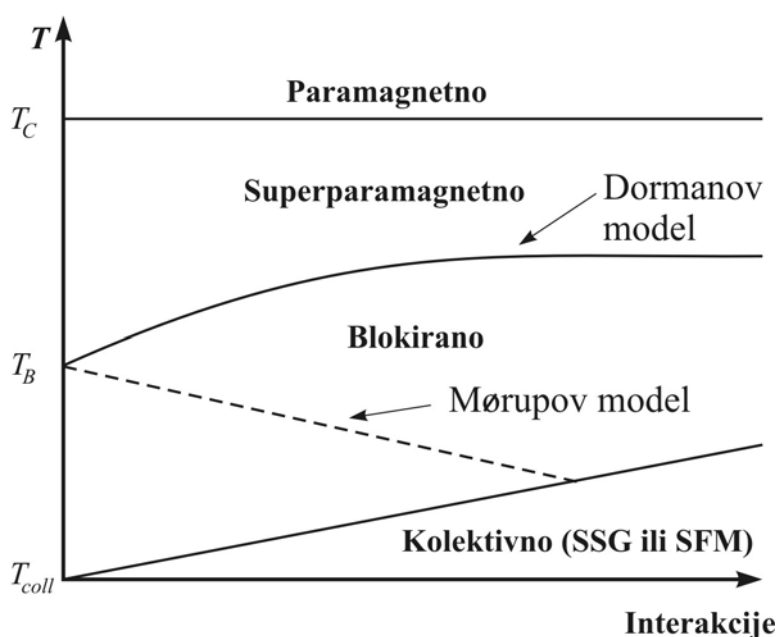 T
Paramagnetno
T_C
Superparamagnetno
Dormanov
model
Blokirano
T_B
Mørupov model
Kolektivno (SSG ili SFM)
T_coll
Interakcije